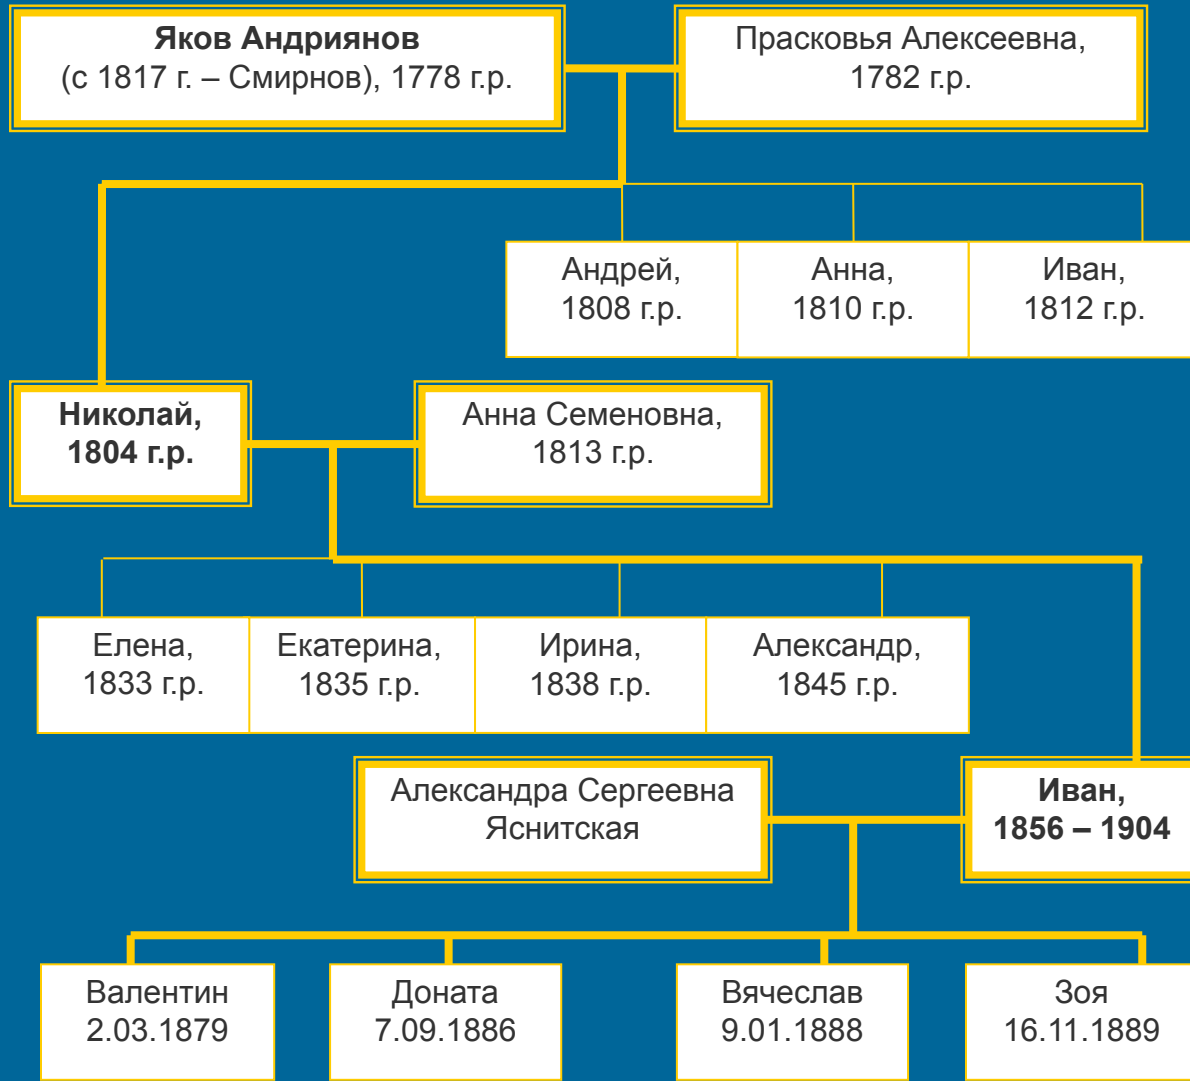 Яков Андриянов
(с 1817 г. – Смирнов), 1778 г.р.
Прасковья Алексеевна,
1782 г.р.
Андрей,
1808 г.р.
Анна,
1810 г.р.
Иван,
1812 г.р.
Николай,
1804 г.р.
Анна Семеновна,
1813 г.р.
Елена,
1833 г.р.
Екатерина,
1835 г.р.
Ирина,
1838 г.р.
Александр,
1845 г.р.
Александра Сергеевна
Яснитская
Иван,
1856 – 1904
Валентин
2.03.1879
Доната
7.09.1886
Вячеслав
9.01.1888
Зоя
16.11.1889